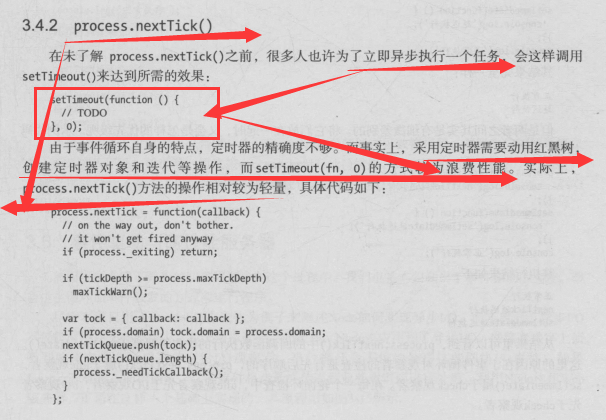 3.4.2 process.nextTick()
在未了解 process.nextTick()之前，很多人也许为了立即异步执行一个任务，会这样调用
setTimeout()来达到所需的效果：
setTimeout(function () {
// TODO
}, 0);
由于事件循环自身的特点，定时器的精确度不够。而事实上，采用定时器需要动用红黑树，
创建定时器对象和迭代等操作，而setTimeout(fn, 0)的方式较为浪费性能。实际上，
process.nextTick()方法的操作相对较为轻量，具体代码如下：
process.nextTick = function(callback) {
// on the way out, don't bother.
// it won't get fired anyway
if (process._exiting) return;
if (tickDepth >= process.maxTickDepth)
maxTickWarn();
var tock = { callback: callback };
if (process.domain) tock.domain = process.domain;
nextTickQueue.push(tock);
if (nextTickQueue.length) {
process._needTickCallback();
}
};